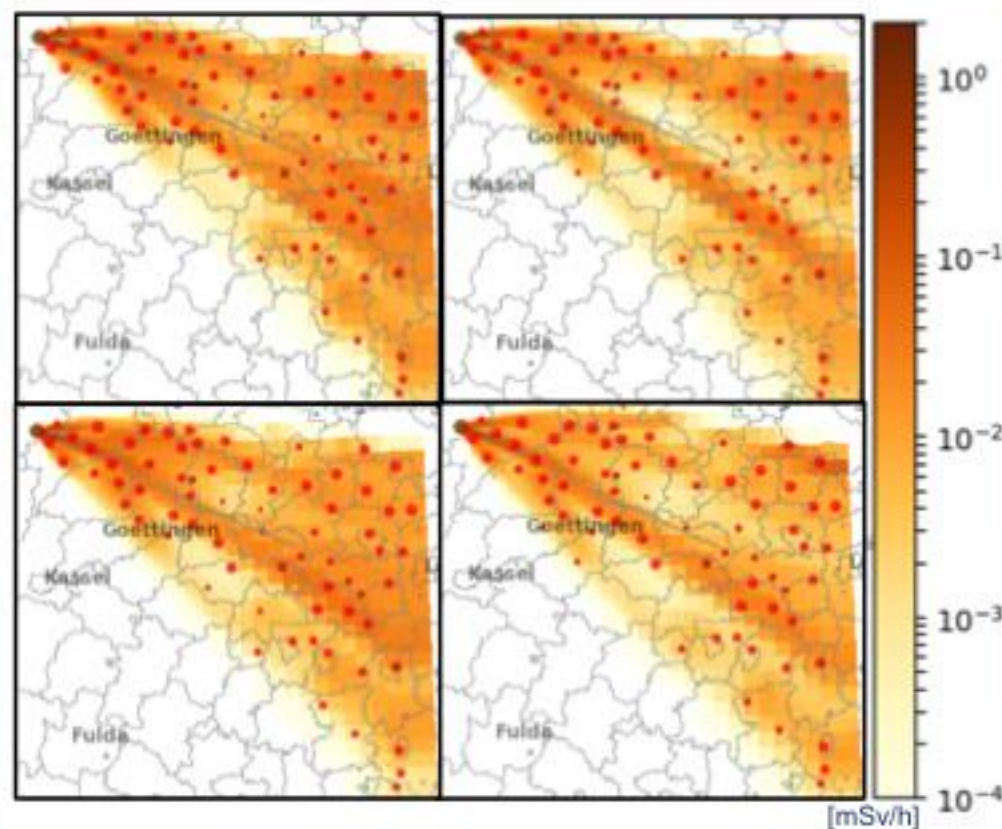 Goettingen
Kassel
Fulda
Goettingen
Kassel
Fulda
Goettingen
Kassel
Fulda
Goettingen
Kassel
Fulda
10⁰
10⁻¹
10⁻²
10⁻³
10⁻⁴
[mSv/h]